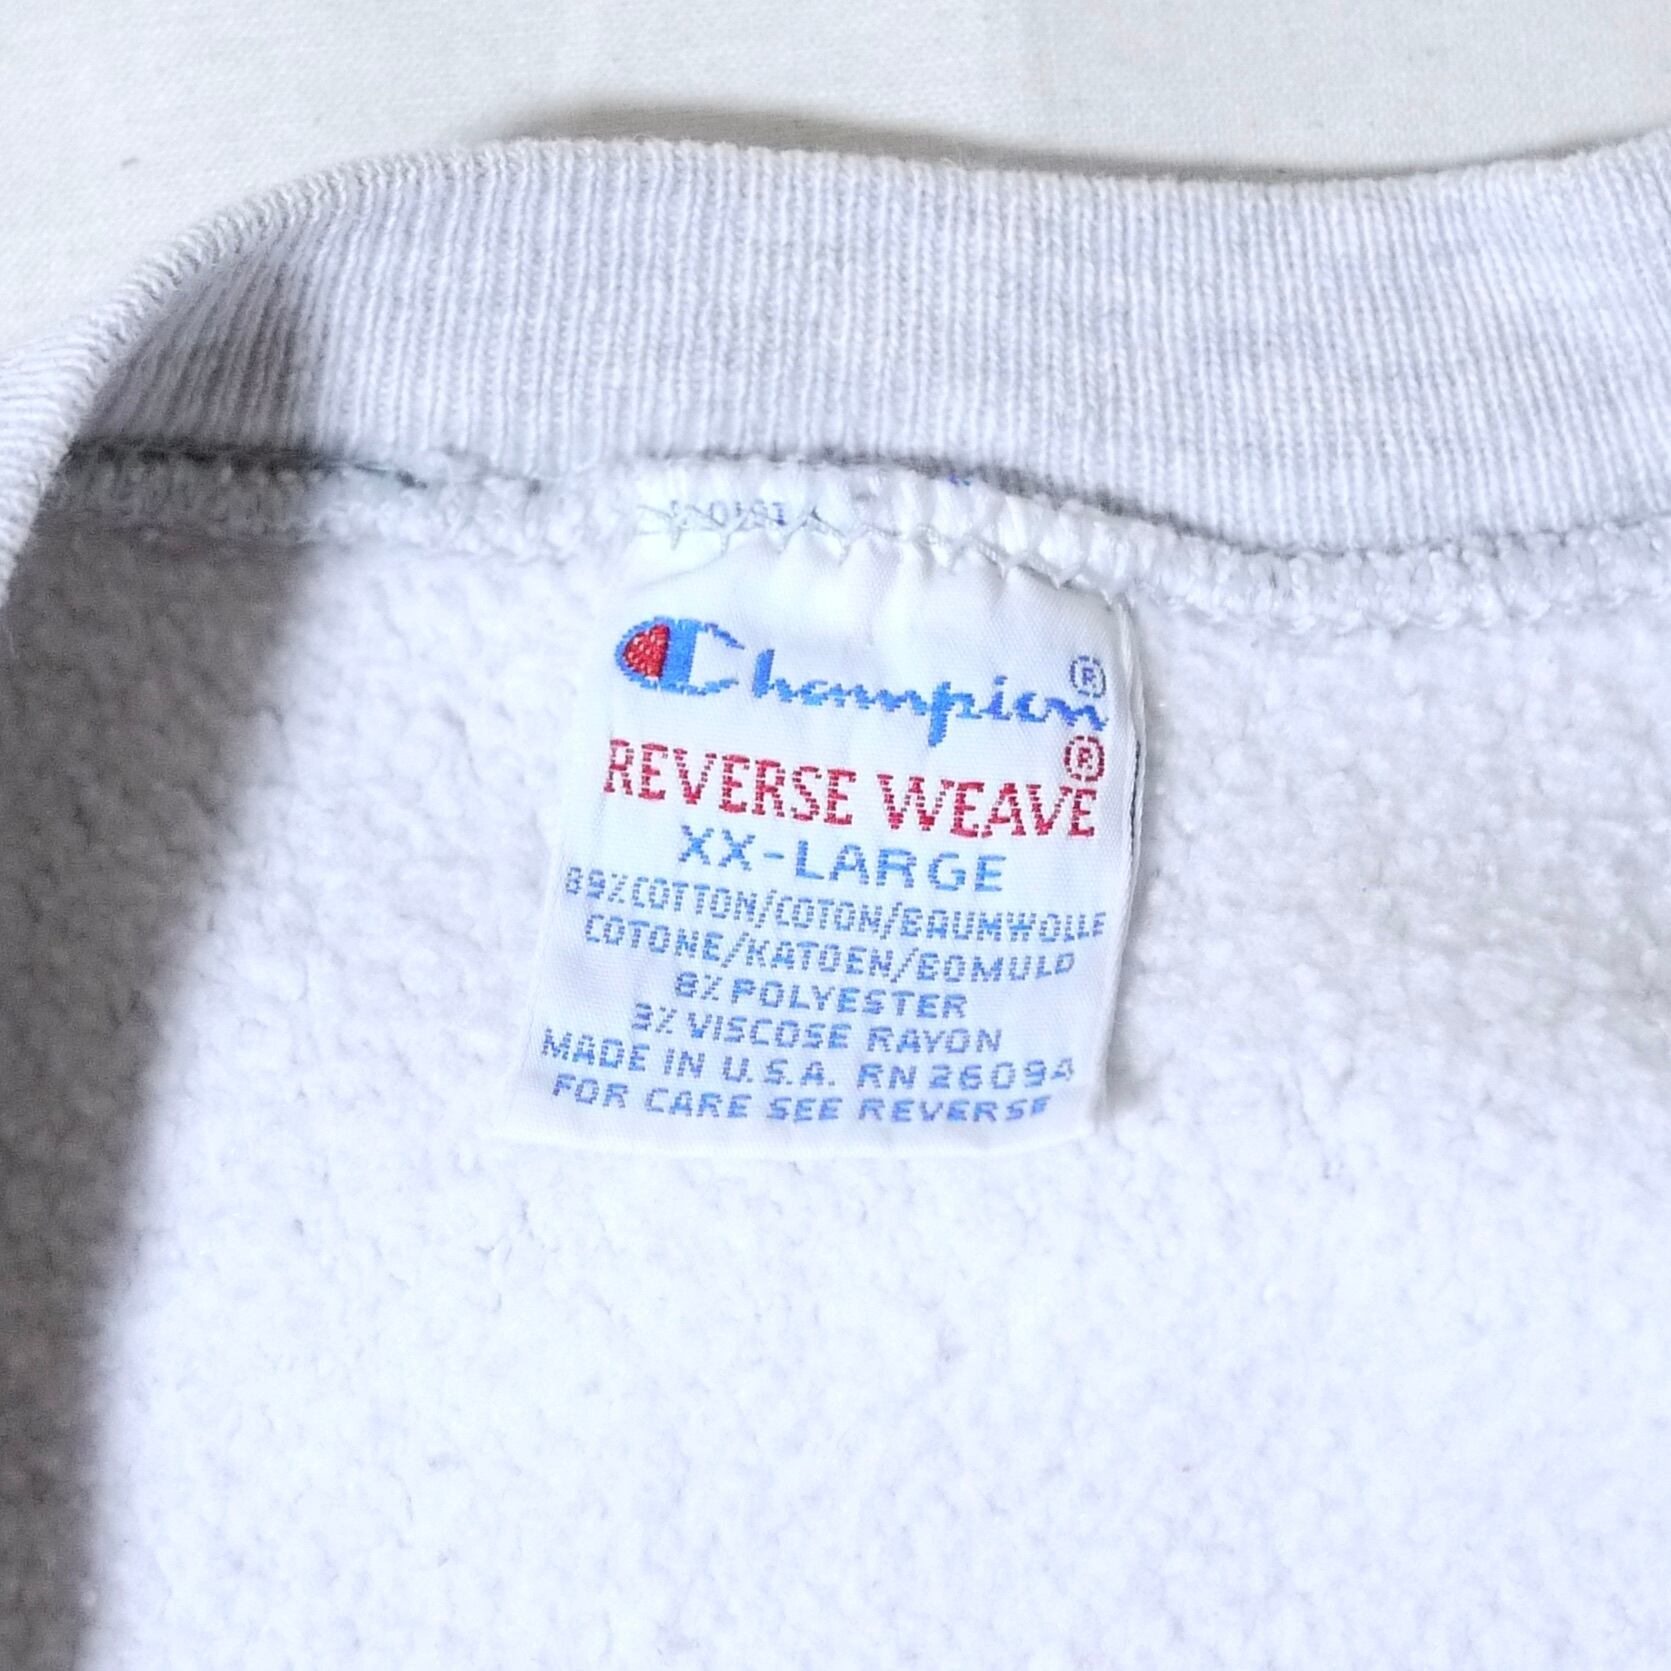 Champion®
REVERSE WEAVE®
XX-LARGE
89% COTTON/COTON/BAUMWOLLE
COTONE/KATOEN/BOMULD
8% POLYESTER
3% VISCOSE RAYON
MADE IN U.S.A. RN 26094
FOR CARE SEE REVERSE